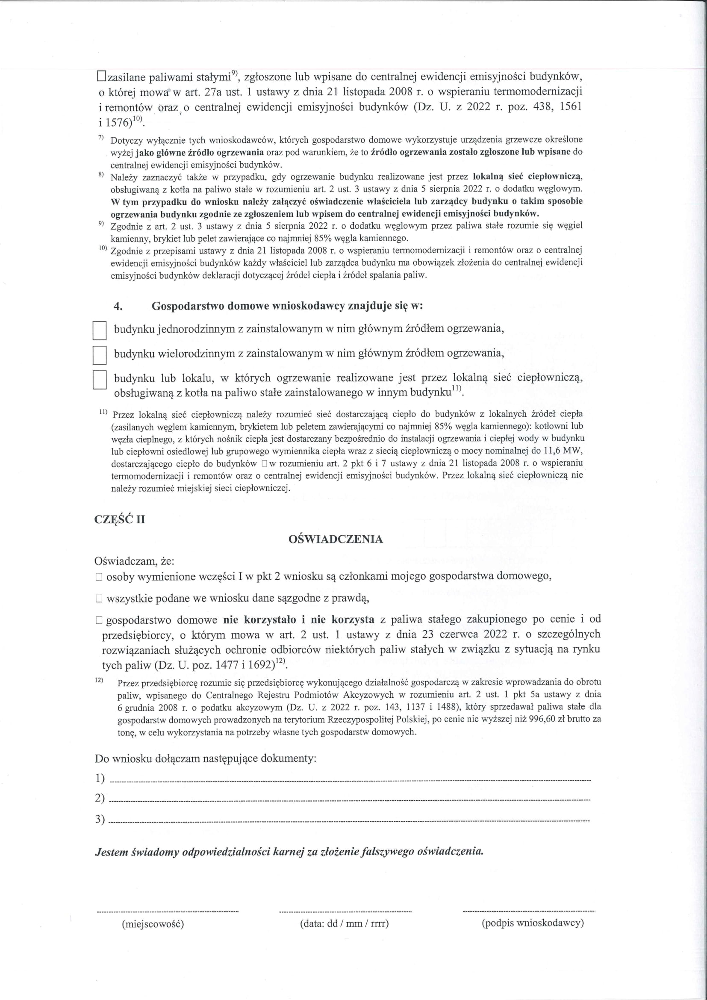 ☐zasilane paliwami stałymi9), zgłoszone lub wpisane do centralnej ewidencji emisyjności budynków,
o której mowa w art. 27a ust. 1 ustawy z dnia 21 listopada 2008 r. o wspieraniu termomodernizacji
i remontów oraz o centralnej ewidencji emisyjności budynków (Dz. U. z 2022 r. poz. 438, 1561
i 1576)10).
7) Dotyczy wyłącznie tych wnioskodawców, których gospodarstwo domowe wykorzystuje urządzenia grzewcze określone
wyżej jako główne źródło ogrzewania oraz pod warunkiem, że to źródło ogrzewania zostało zgłoszone lub wpisane do
centralnej ewidencji emisyjności budynków.
8) Należy zaznaczyć także w przypadku, gdy ogrzewanie budynku realizowane jest przez lokalną sieć ciepłowniczą,
obsługiwaną z kotła na paliwo stałe w rozumieniu art. 2 ust. 3 ustawy z dnia 5 sierpnia 2022 r. o dodatku węglowym.
W tym przypadku do wniosku należy załączyć oświadczenie właściciela lub zarządcy budynku o takim sposobie
ogrzewania budynku zgodnie ze zgłoszeniem lub wpisem do centralnej ewidencji emisyjności budynków.
9) Zgodnie z art. 2 ust. 3 ustawy z dnia 5 sierpnia 2022 r. o dodatku węglowym przez paliwa stałe rozumie się węgiel
kamienny, brykiet lub pelet zawierające co najmniej 85% węgla kamiennego.
10) Zgodnie z przepisami ustawy z dnia 21 listopada 2008 r. o wspieraniu termomodernizacji i remontów oraz o centralnej
ewidencji emisyjności budynków każdy właściciel lub zarządca budynku ma obowiązek złożenia do centralnej ewidencji
emisyjności budynków deklaracji dotyczącej źródeł ciepła i źródeł spalania paliw.
4. Gospodarstwo domowe wnioskodawcy znajduje się w:
☐ budynku jednorodzinnym z zainstalowanym w nim głównym źródłem ogrzewania,
☐ budynku wielorodzinnym z zainstalowanym w nim głównym źródłem ogrzewania,
☐ budynku lub lokalu, w których ogrzewanie realizowane jest przez lokalną sieć ciepłowniczą,
obsługiwaną z kotła na paliwo stałe zainstalowanego w innym budynku11).
11) Przez lokalną sieć ciepłowniczą należy rozumieć sieć dostarczającą ciepło do budynków z lokalnych źródeł ciepła
(zasilanych węglem kamiennym, brykietem lub peletem zawierającymi co najmniej 85% węgla kamiennego): kotłowni lub
węzła cieplnego, z których nośnik ciepła jest dostarczany bezpośrednio do instalacji ogrzewania i ciepłej wody w budynku
lub ciepłowni osiedlowej lub grupowego wymiennika ciepła wraz z siecią ciepłowniczą o mocy nominalnej do 11,6 MW,
dostarczającego ciepło do budynków ☐ w rozumieniu art. 2 pkt 6 i 7 ustawy z dnia 21 listopada 2008 r. o wspieraniu
termomodernizacji i remontów oraz o centralnej ewidencji emisyjności budynków. Przez lokalną sieć ciepłowniczą nie
należy rozumieć miejskiej sieci ciepłowniczej.
CZĘŚĆ II
OŚWIADCZENIA
Oświadczam, że:
☐ osoby wymienione wczęści I w pkt 2 wniosku są członkami mojego gospodarstwa domowego,
☐ wszystkie podane we wniosku dane sązgodne z prawdą,
☐ gospodarstwo domowe nie korzystało i nie korzysta z paliwa stałego zakupionego po cenie i od
przedsiębiorcy, o którym mowa w art. 2 ust. 1 ustawy z dnia 23 czerwca 2022 r. o szczególnych
rozwiązaniach służących ochronie odbiorców niektórych paliw stałych w związku z sytuacją na rynku
tych paliw (Dz. U. poz. 1477 i 1692)12).
12) Przez przedsiębiorcę rozumie się przedsiębiorcę wykonującego działalność gospodarczą w zakresie wprowadzania do obrotu
paliw, wpisanego do Centralnego Rejestru Podmiotów Akcyzowych w rozumieniu art. 2 ust. 1 pkt 5a ustawy z dnia
6 grudnia 2008 r. o podatku akcyzowym (Dz. U. z 2022 r. poz. 143, 1137 i 1488), który sprzedawał paliwa stałe dla
gospodarstw domowych prowadzonych na terytorium Rzeczypospolitej Polskiej, po cenie nie wyższej niż 996,60 zł brutto za
tonę, w celu wykorzystania na potrzeby własne tych gospodarstw domowych.
Do wniosku dołączam następujące dokumenty:
1)
2)
3)
Jestem świadomy odpowiedzialności karnej za złożenie fałszywego oświadczenia.
(miejscowość) (data: dd / mm / rrrr) (podpis wnioskodawcy)